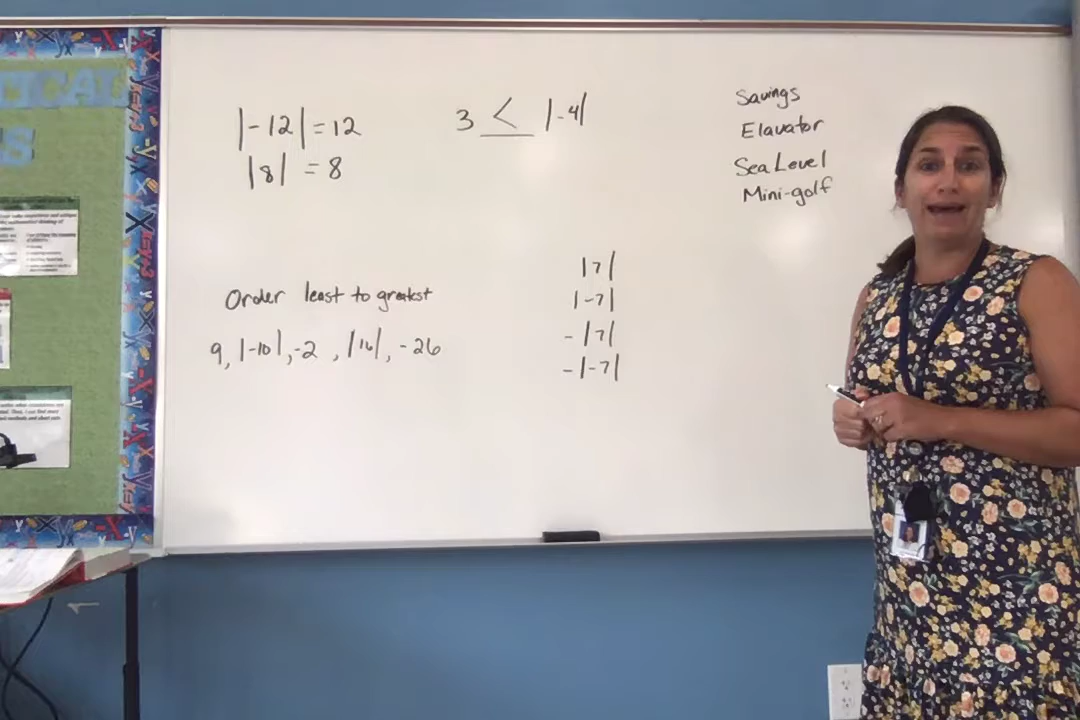 |-12| = 12
|8| = 8
3 < |-4|
Savings
Elavator
Sea Level
Mini-golf
Order least to greatest
9, |-10|, -2, |16|, -26
|7|
|-7|
-|7|
-|-7|